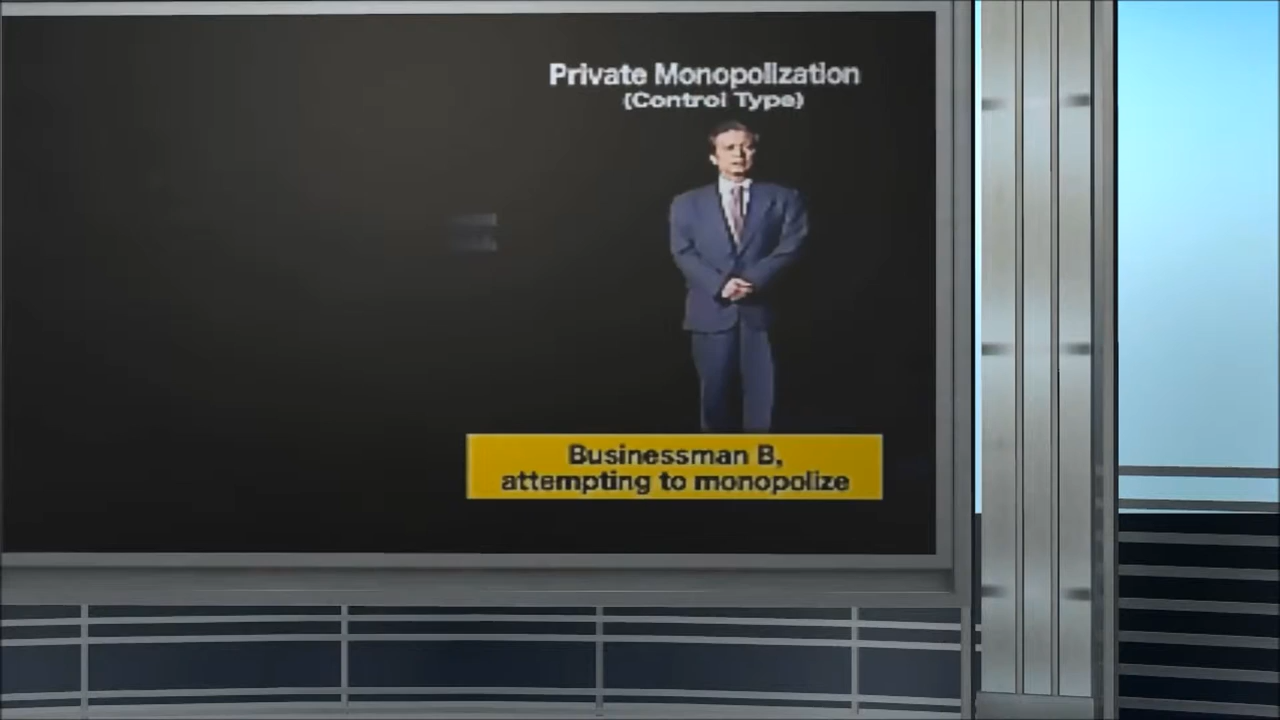 Private Monopolization
(Control Type)
Businessman B,
attempting to monopolize